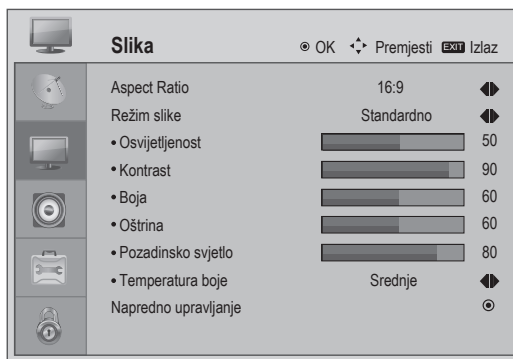 Slika OK Premjesti EXIT Izlaz
Aspect Ratio 16:9
Režim slike Standardno
• Osvijetljenost 50
• Kontrast 90
• Boja 60
• Oštrina 60
• Pozadinsko svjetlo 80
• Temperatura boje Srednje
Napredno upravljanje